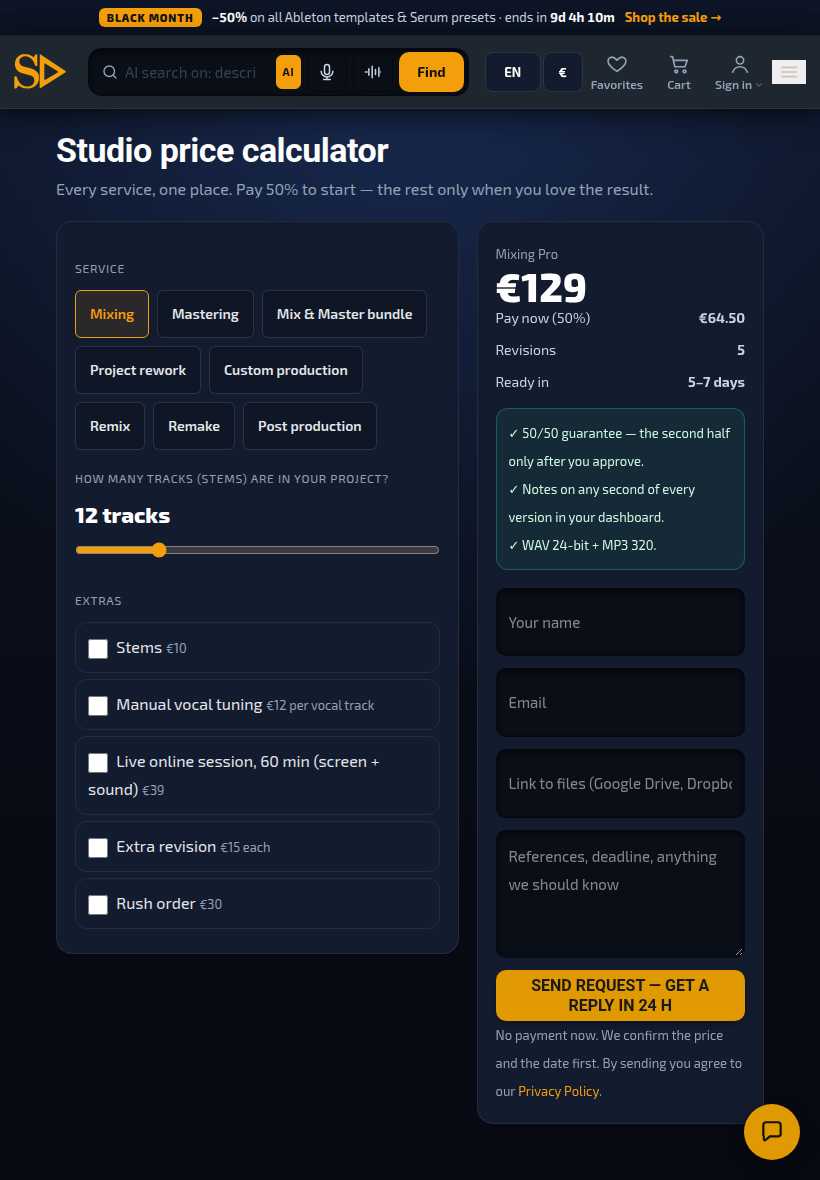 BLACK MONTH −50% on all Ableton templates & Serum presets · ends in 9d 4h 10m Shop the sale →
AI search on: descri AI Find EN € Favorites Cart Sign in
Studio price calculator
Every service, one place. Pay 50% to start — the rest only when you love the result.
SERVICE
Mixing Mastering Mix & Master bundle
Project rework Custom production
Remix Remake Post production
HOW MANY TRACKS (STEMS) ARE IN YOUR PROJECT?
12 tracks
EXTRAS
Stems €10
Manual vocal tuning €12 per vocal track
Live online session, 60 min (screen +
sound) €39
Extra revision €15 each
Rush order €30
Mixing Pro
€129
Pay now (50%) €64.50
Revisions 5
Ready in 5–7 days
✓ 50/50 guarantee — the second half
only after you approve.
✓ Notes on any second of every
version in your dashboard.
✓ WAV 24-bit + MP3 320.
Your name
Email
Link to files (Google Drive, Dropbo
References, deadline, anything
we should know
SEND REQUEST — GET A
REPLY IN 24 H
No payment now. We confirm the price
and the date first. By sending you agree to
our Privacy Policy.